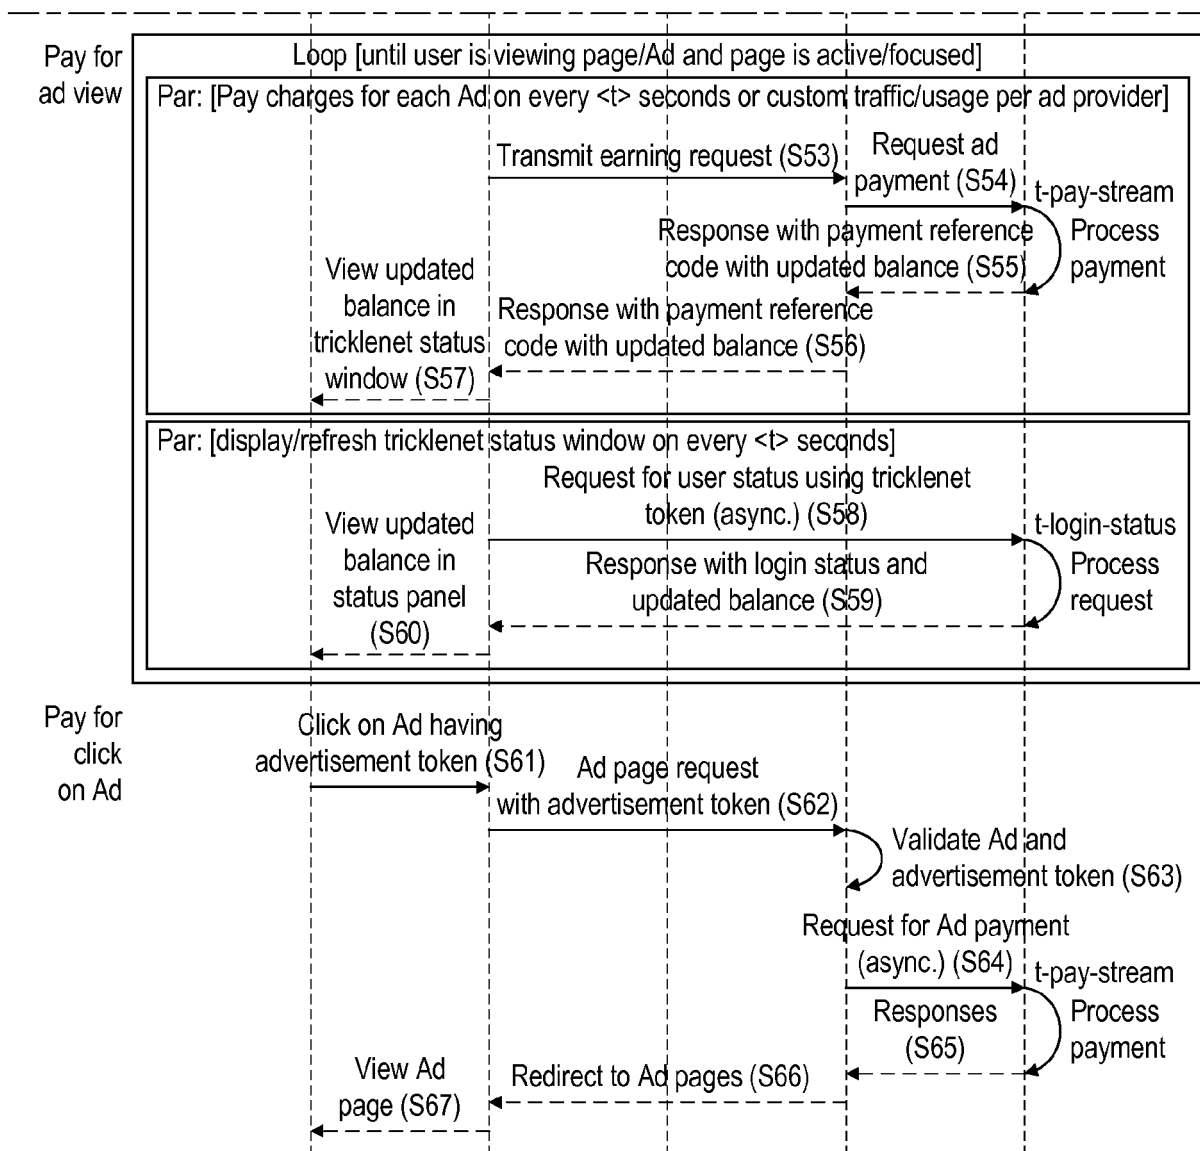 Pay for
ad view
Loop [until user is viewing page/Ad and page is active/focused]
Par: [Pay charges for each Ad on every <t> seconds or custom traffic/usage per ad provider]
Transmit earning request (S53)
Request ad
payment (S54)
t-pay-stream
Process
payment
Response with payment reference
code with updated balance (S55)
View updated
balance in
tricklenet status
window (S57)
Response with payment reference
code with updated balance (S56)
Par: [display/refresh tricklenet status window on every <t> seconds]
Request for user status using tricklenet
token (async.) (S58)
t-login-status
Process
request
View updated
balance in
status panel
(S60)
Response with login status and
updated balance (S59)
Pay for
click
on Ad
Click on Ad having
advertisement token (S61)
Ad page request
with advertisement token (S62)
Validate Ad and
advertisement token (S63)
Request for Ad payment
(async.) (S64)
t-pay-stream
Process
payment
Responses
(S65)
Redirect to Ad pages (S66)
View Ad
page (S67)